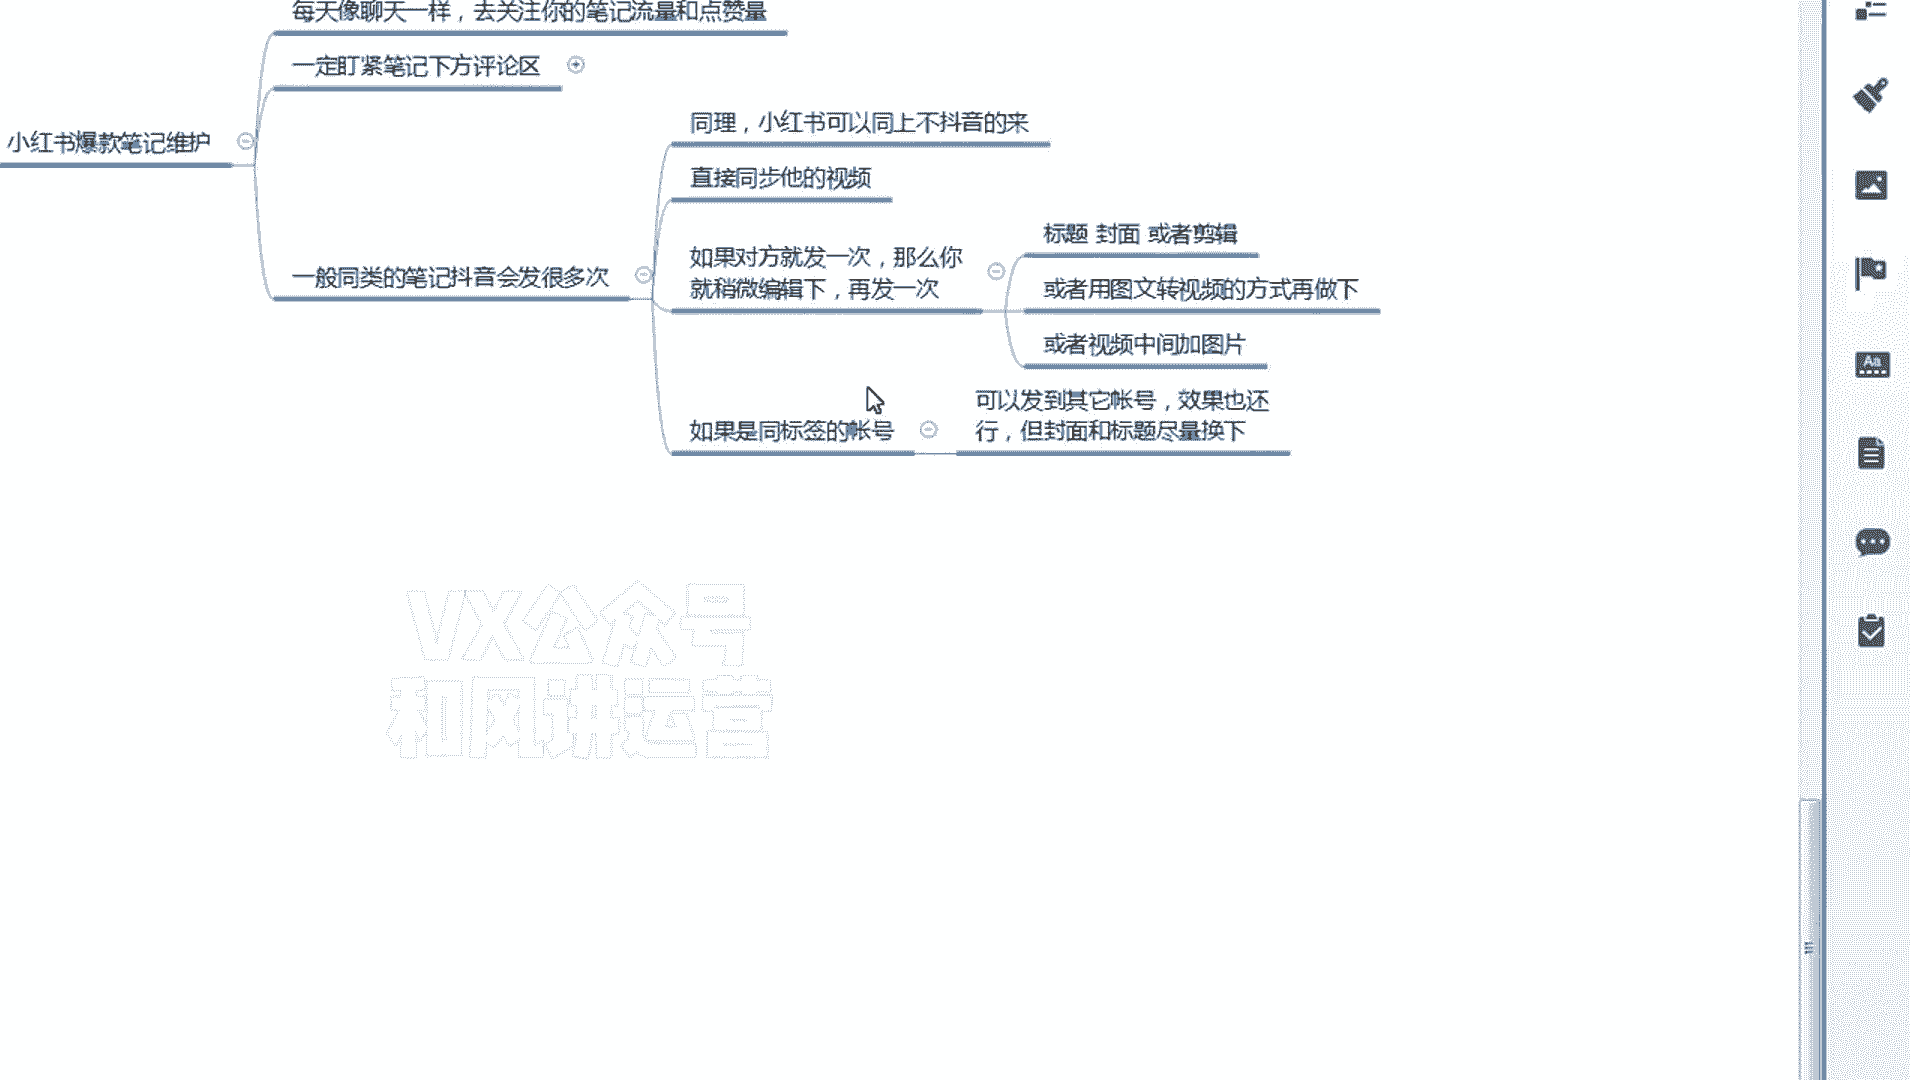 每天像聊天一样，去关注你的笔记流量和点赞量
一定盯紧笔记下方评论区
小红书爆款笔记维护
一般同类的笔记抖音会发很多次
同理，小红书可以同上不抖音的来
直接同步他的视频
如果对方就发一次，那么你
就稍微编辑下，再发一次
标题 封面 或者剪辑
或者用图文转视频的方式再做下
或者视频中间加图片
如果是同标签的帐号
可以发到其它帐号，效果也还
行，但封面和标题尽量换下
VX公众号
和风讲运营
Aa